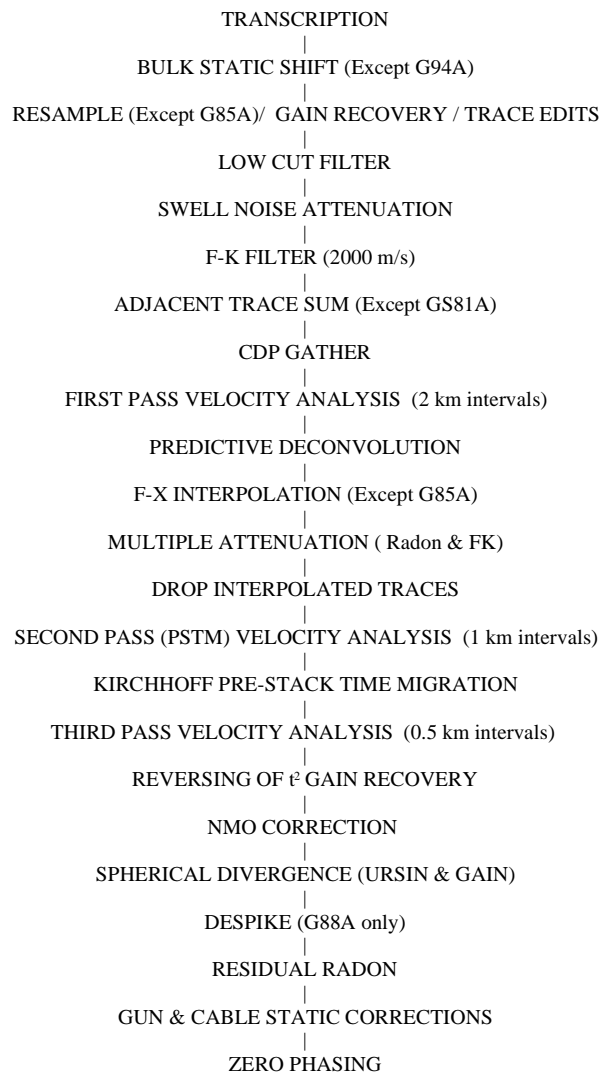 TRANSCRIPTION
BULK STATIC SHIFT (Except G94A)
RESAMPLE (Except G85A)/ GAIN RECOVERY / TRACE EDITS
LOW CUT FILTER
SWELL NOISE ATTENUATION
F-K FILTER (2000 m/s)
ADJACENT TRACE SUM (Except GS81A)
CDP GATHER
FIRST PASS VELOCITY ANALYSIS (2 km intervals)
PREDICTIVE DECONVOLUTION
F-X INTERPOLATION (Except G85A)
MULTIPLE ATTENUATION ( Radon & FK)
DROP INTERPOLATED TRACES
SECOND PASS (PSTM) VELOCITY ANALYSIS (1 km intervals)
KIRCHHOFF PRE-STACK TIME MIGRATION
THIRD PASS VELOCITY ANALYSIS (0.5 km intervals)
REVERSING OF t² GAIN RECOVERY
NMO CORRECTION
SPHERICAL DIVERGENCE (URSIN & GAIN)
DESPIKE (G88A only)
RESIDUAL RADON
GUN & CABLE STATIC CORRECTIONS
ZERO PHASING